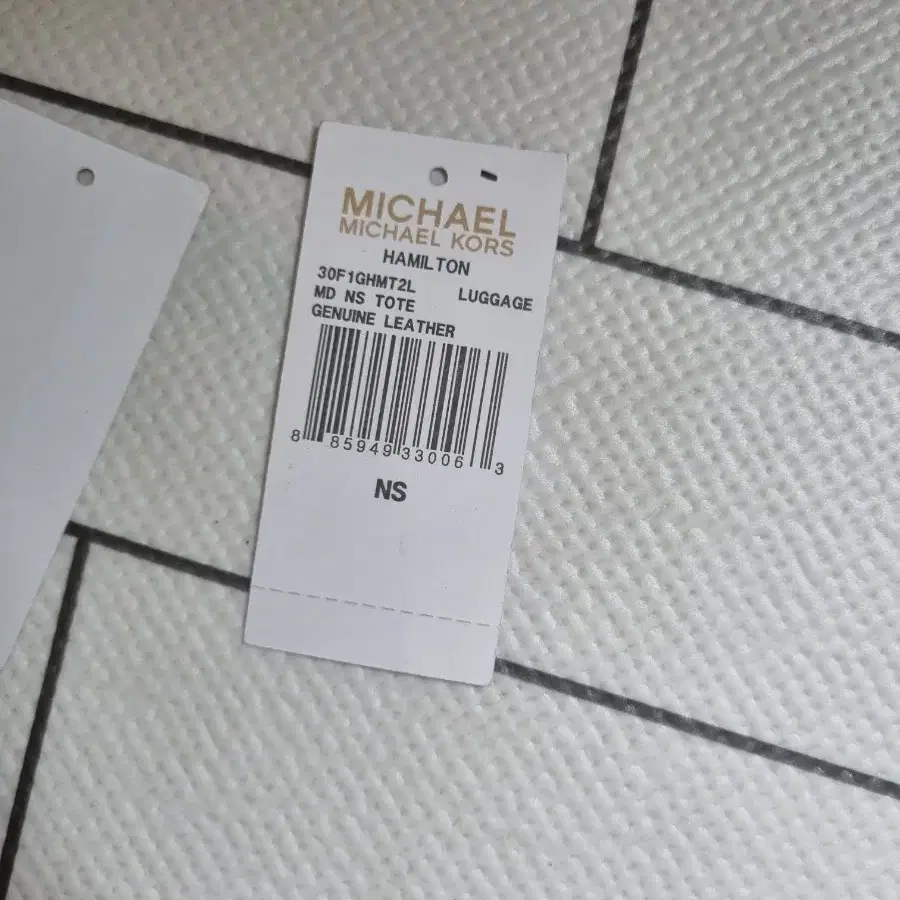 MICHAEL
MICHAEL KORS
HAMILTON
30F1GHMT2L LUGGAGE
MD NS TOTE
GENUINE LEATHER
8 85949 33006 3
NS